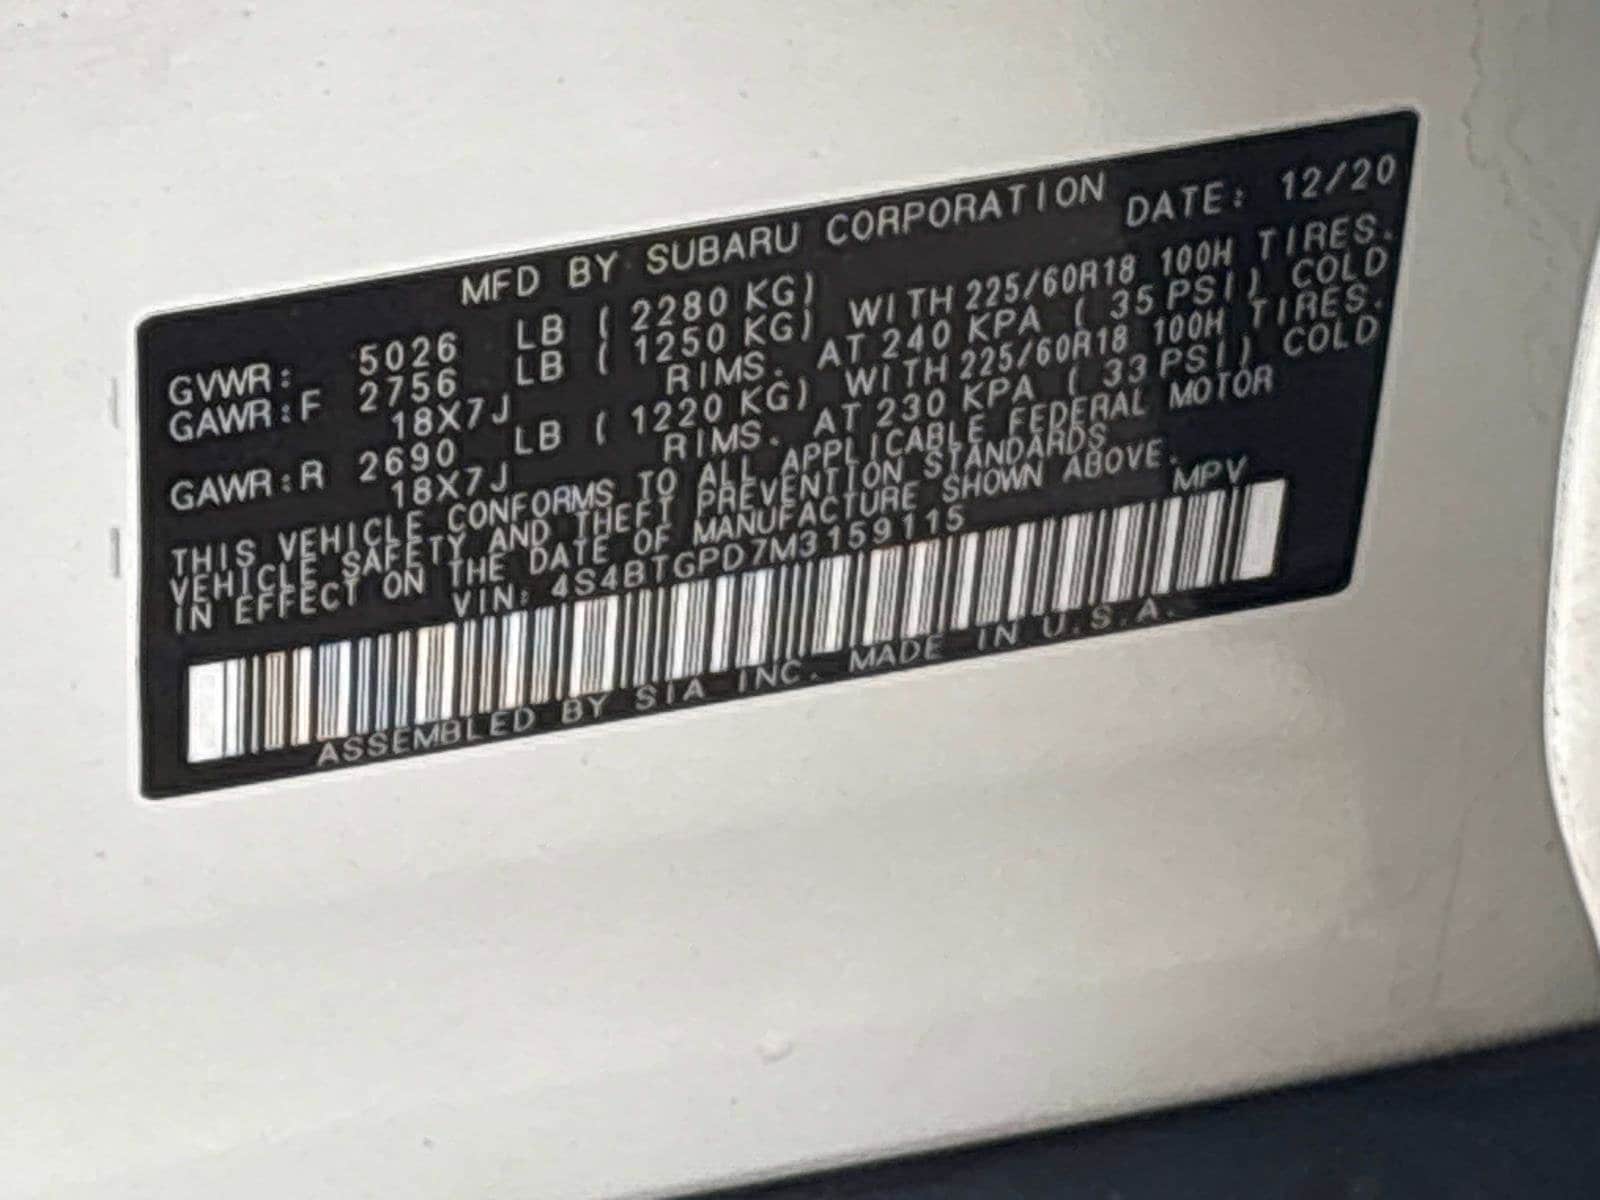 MFD BY SUBARU CORPORATION DATE: 12/20
GVWR: 5026 LB ( 2280 KG)
GAWR:F 2756 LB ( 1250 KG) WITH 225/60R18 100H TIRES.
18X7J RIMS. AT 240 KPA ( 35 PSI) COLD
GAWR:R 2690 LB ( 1220 KG) WITH 225/60R18 100H TIRES.
18X7J RIMS. AT 230 KPA ( 33 PSI) COLD
THIS VEHICLE CONFORMS TO ALL APPLICABLE FEDERAL MOTOR
VEHICLE SAFETY AND THEFT PREVENTION STANDARDS
IN EFFECT ON THE DATE OF MANUFACTURE SHOWN ABOVE.
VIN: 4S4BTGPD7M3159115 MPV
ASSEMBLED BY SIA INC. MADE IN U.S.A.